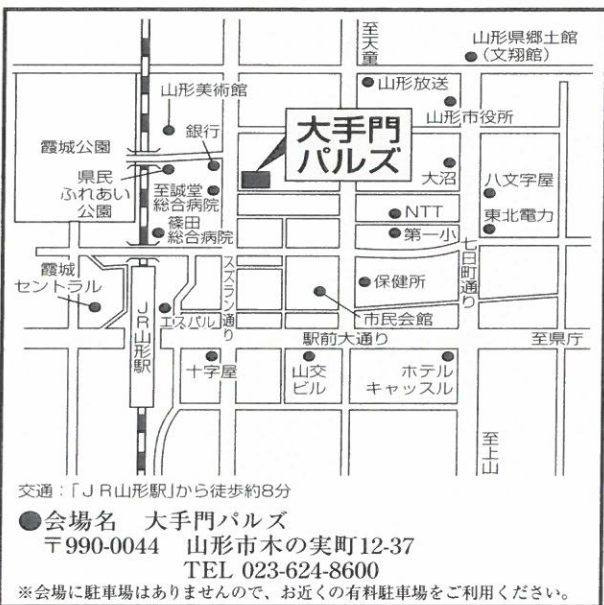 至天童
山形県郷土館
（文翔館）
山形美術館
山形放送
山形市役所
霞城公園
銀行
大手門
パルズ
県民
ふれあい
公園
至誠堂
総合病院
大沼
八文字屋
NTT
東北電力
篠田
総合病院
第一小
七日町通り
霞城
セントラル
スズラン通り
保健所
市民会館
エスパル
JR山形駅
駅前大通り
至県庁
十字屋
山交
ビル
ホテル
キャッスル
至上山
交通：「ＪＲ山形駅」から徒歩約8分
●会場名　大手門パルズ
〒990-0044　山形市木の実町12-37
TEL 023-624-8600
※会場に駐車場はありませんので、お近くの有料駐車場をご利用ください。